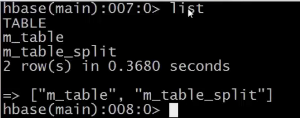 hbase(main):007:0> list
TABLE
m_table
m_table_split
2 row(s) in 0.3680 seconds
=> ["m_table", "m_table_split"]
hbase(main):008:0>